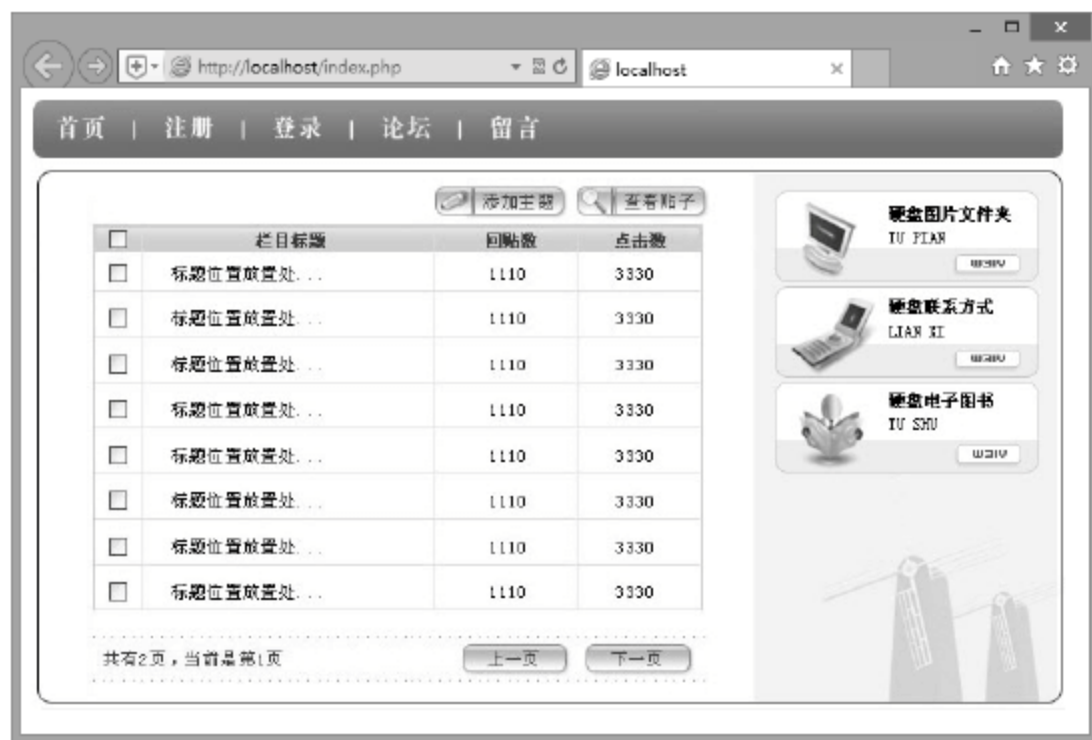 http://localhost/index.php
localhost
首页 | 注册 | 登录 | 论坛 | 留言
添加主题 查看贴子
栏目标题 回贴数 点击数
标题位置放置处... 1110 3330
标题位置放置处... 1110 3330
标题位置放置处... 1110 3330
标题位置放置处... 1110 3330
标题位置放置处... 1110 3330
标题位置放置处... 1110 3330
标题位置放置处... 1110 3330
标题位置放置处... 1110 3330
共有2页，当前是第1页 上一页 下一页
硬盘图片文件夹
TU PIAN
VIEW
硬盘联系方式
LIAN XI
VIEW
硬盘电子图书
TU SHU
VIEW